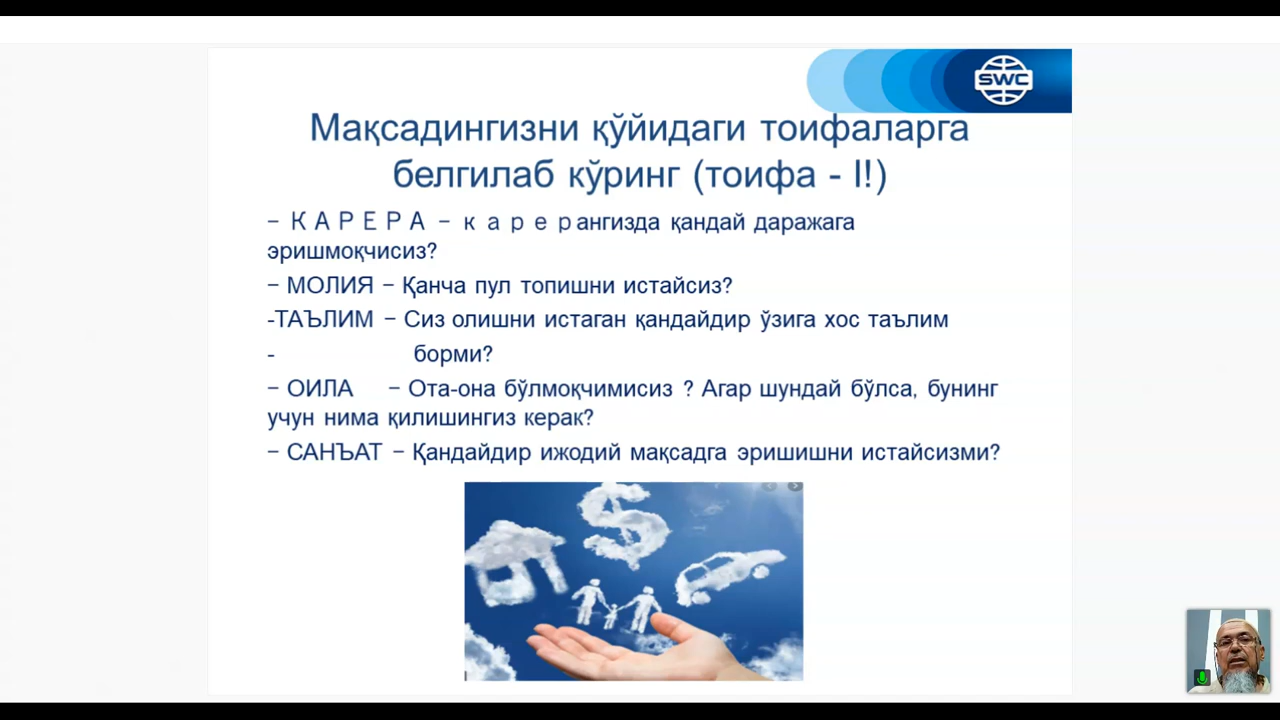 SWC
Мақсадингизни қўйидаги тоифаларга
белгилаб кўринг (тоифа - I!)
– К А Р Е Р А – к а р е р ангизда қандай даражага
эришмоқчисиз?
– МОЛИЯ – Қанча пул топишни истайсиз?
-ТАЪЛИМ – Сиз олишни истаган қандайдир ўзига хос таълим
- борми?
– ОИЛА – Ота-она бўлмоқчимисиз ? Агар шундай бўлса, бунинг
учун нима қилишингиз керак?
– САНЪАТ – Қандайдир ижодий мақсадга эришишни истайсизми?